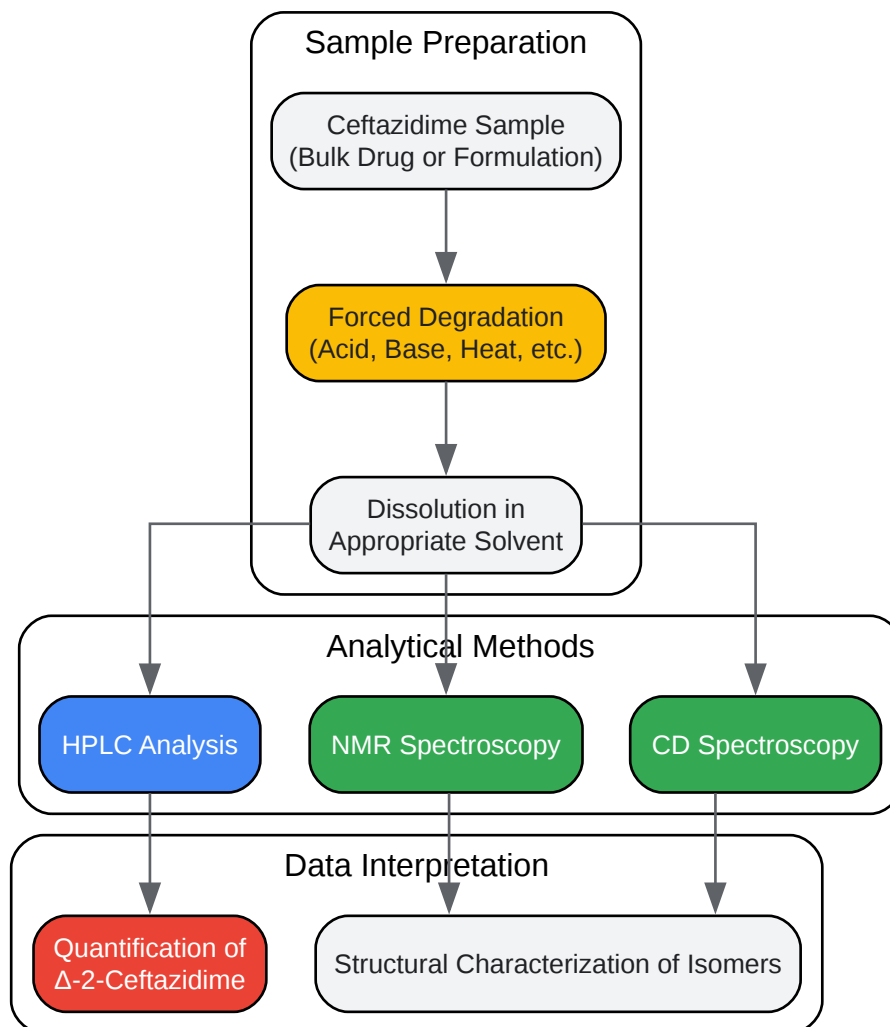 Sample Preparation
Ceftazidime Sample
(Bulk Drug or Formulation)
Forced Degradation
(Acid, Base, Heat, etc.)
Dissolution in
Appropriate Solvent
Analytical Methods
HPLC Analysis
NMR Spectroscopy
CD Spectroscopy
Data Interpretation
Quantification of
Δ-2-Ceftazidime
Structural Characterization of Isomers